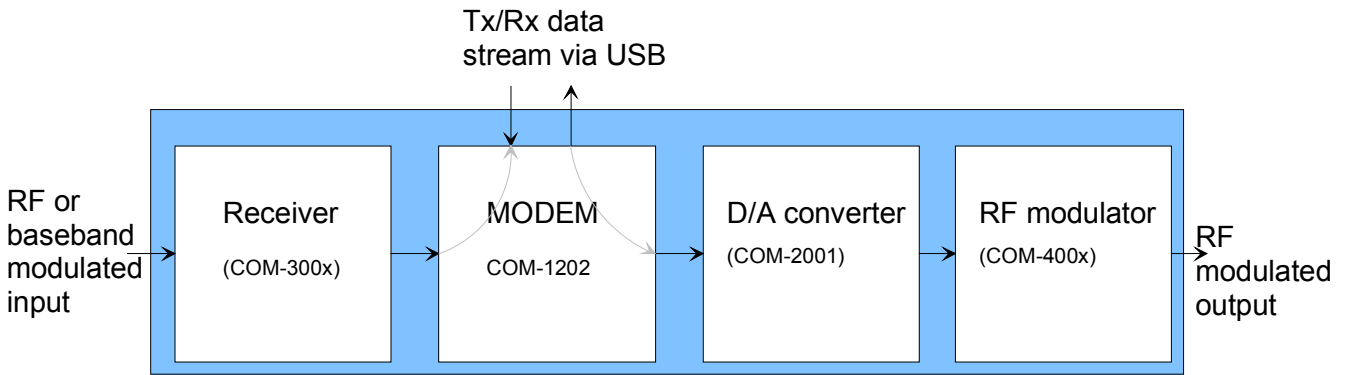 Tx/Rx data
stream via USB
RF or
baseband
modulated
input
Receiver
(COM-300x)
MODEM
COM-1202
D/A converter
(COM-2001)
RF modulator
(COM-400x)
RF
modulated
output